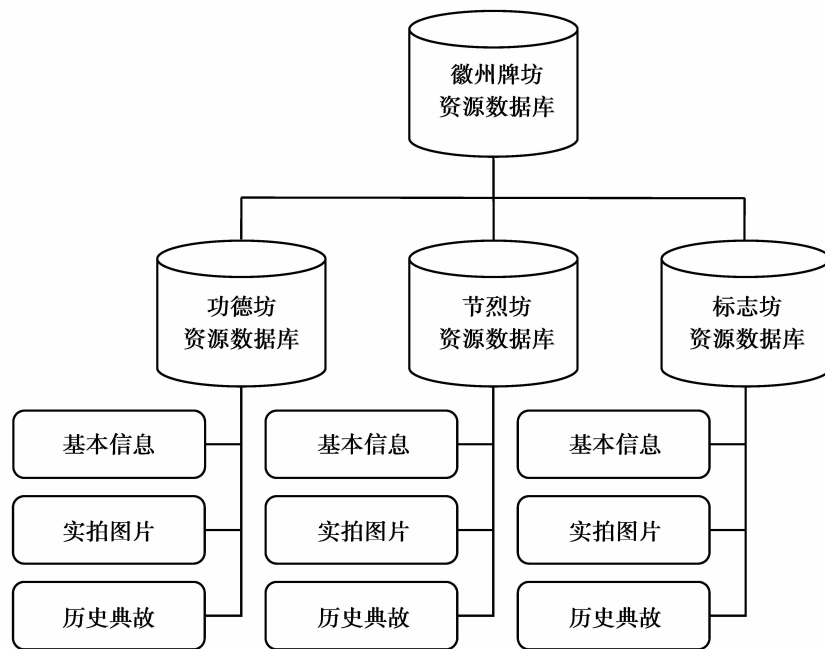 徽州牌坊
资源数据库
功德坊
资源数据库
节烈坊
资源数据库
标志坊
资源数据库
基本信息
基本信息
基本信息
实拍图片
实拍图片
实拍图片
历史典故
历史典故
历史典故